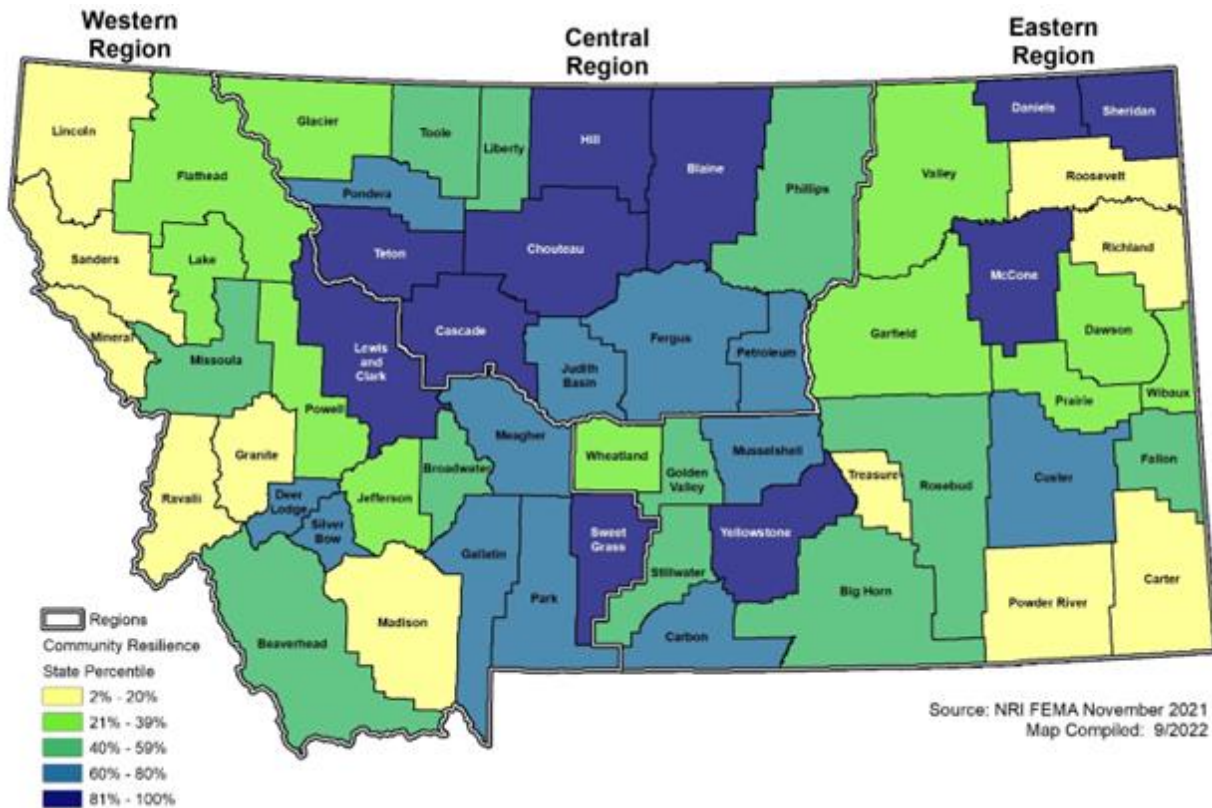 Western
Region
Central
Region
Eastern
Region
Lincoln
Flathead
Glacier
Toole
Liberty
Hill
Blaine
Phillips
Valley
Daniels
Sheridan
Roosevelt
Pondera
Sanders
Lake
Teton
Chouteau
McCone
Richland
Mineral
Missoula
Lewis
and
Clark
Cascade
Judith
Basin
Fergus
Petroleum
Garfield
Dawson
Prairie
Wibaux
Powell
Granite
Ravalli
Deer
Lodge
Silver
Bow
Jefferson
Broadwater
Meagher
Wheatland
Golden
Valley
Musselshell
Treasure
Rosebud
Custer
Fallon
Gallatin
Park
Sweet
Grass
Stillwater
Yellowstone
Big Horn
Carbon
Powder River
Carter
Beaverhead
Madison
Regions
Community Resilience
State Percentile
2% - 20%
21% - 39%
40% - 59%
60% - 80%
81% - 100%
Source: NRI FEMA November 2021
Map Compiled: 9/2022